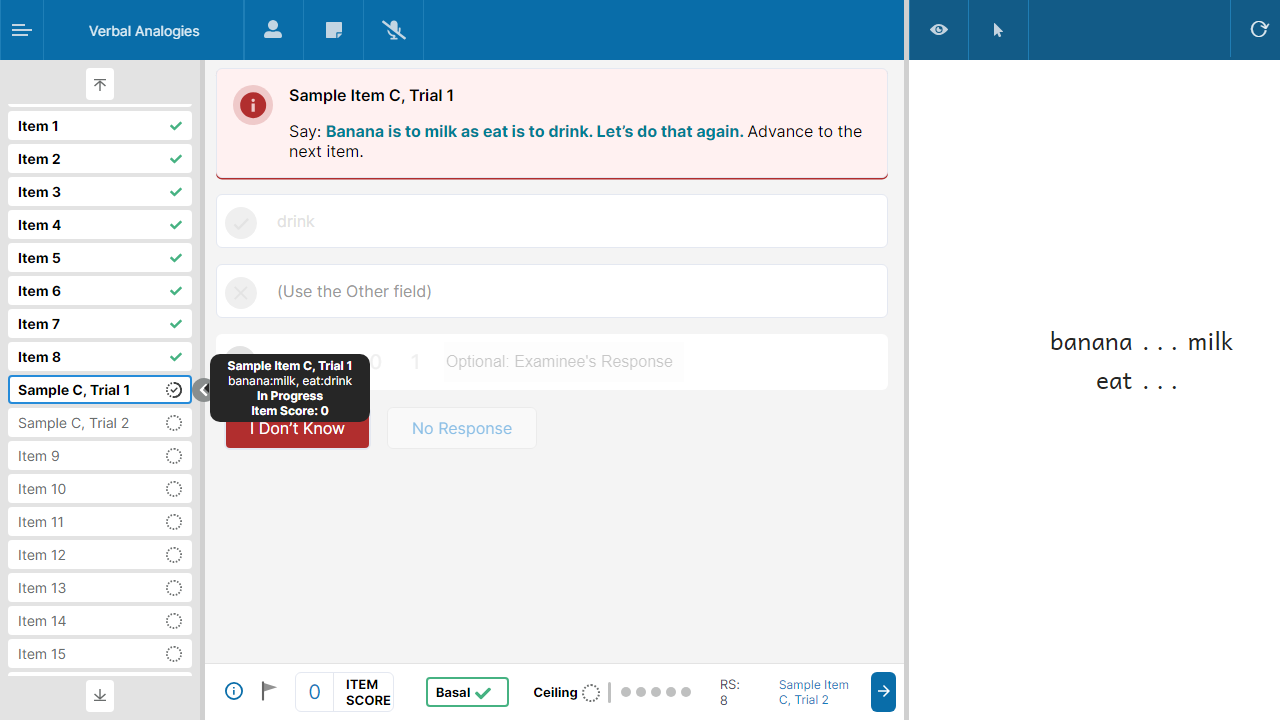 Verbal Analogies
Item 1
Item 2
Item 3
Item 4
Item 5
Item 6
Item 7
Item 8
Sample C, Trial 1
Sample C, Trial 2
Item 9
Item 10
Item 11
Item 12
Item 13
Item 14
Item 15
Sample Item C, Trial 1
Say: Banana is to milk as eat is to drink. Let’s do that again. Advance to the
next item.
drink
(Use the Other field)
0 1 Optional: Examinee's Response
Sample Item C, Trial 1
banana:milk, eat:drink
In Progress
Item Score: 0
I Don’t Know
No Response
0
ITEM
SCORE
Basal
Ceiling
RS:
8
Sample Item
C, Trial 2
banana . . . milk
eat . . .